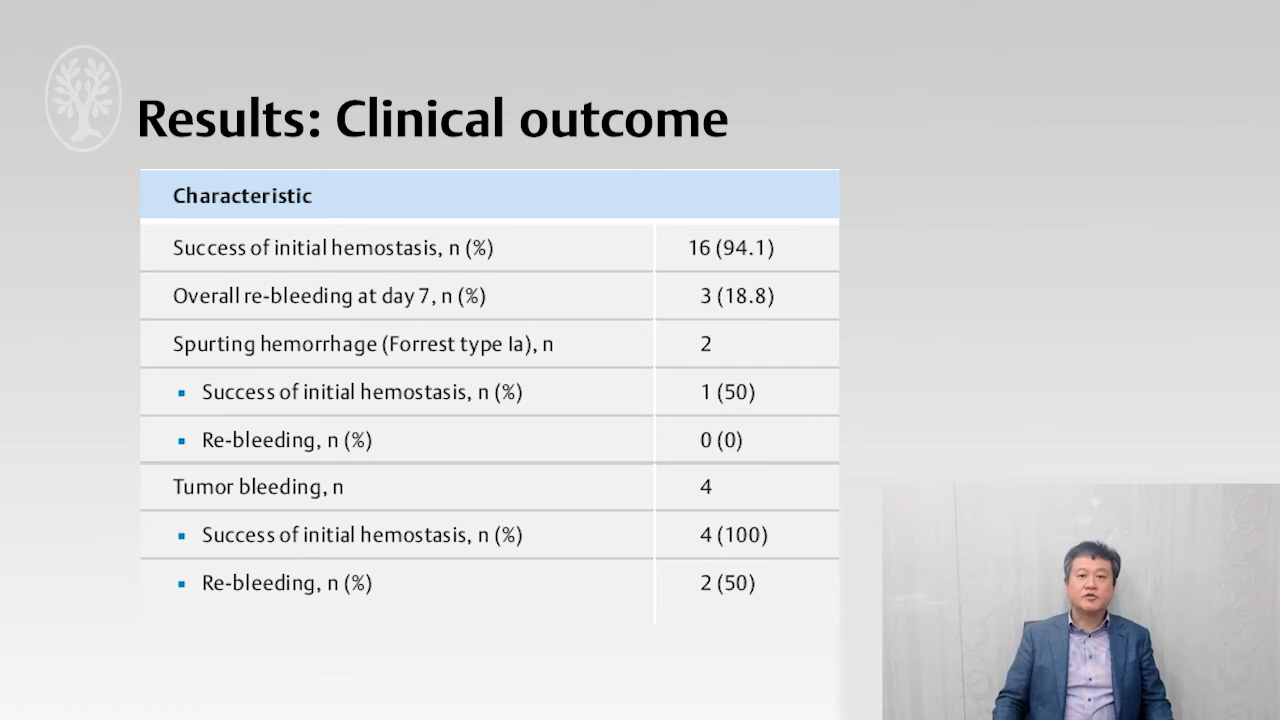 Results: Clinical outcome
Characteristic
Success of initial hemostasis, n (%) 16 (94.1)
Overall re-bleeding at day 7, n (%) 3 (18.8)
Spurting hemorrhage (Forrest type Ia), n 2
▪ Success of initial hemostasis, n (%) 1 (50)
▪ Re-bleeding, n (%) 0 (0)
Tumor bleeding, n 4
▪ Success of initial hemostasis, n (%) 4 (100)
▪ Re-bleeding, n (%) 2 (50)